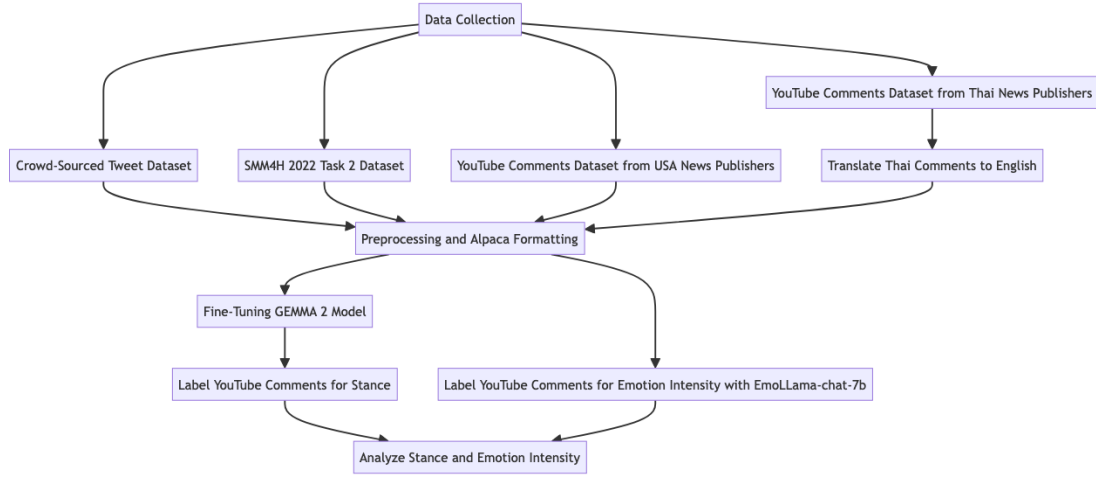 Data Collection
YouTube Comments Dataset from Thai News Publishers
Crowd-Sourced Tweet Dataset
SMM4H 2022 Task 2 Dataset
YouTube Comments Dataset from USA News Publishers
Translate Thai Comments to English
Preprocessing and Alpaca Formatting
Fine-Tuning GEMMA 2 Model
Label YouTube Comments for Stance
Label YouTube Comments for Emotion Intensity with EmoLLama-chat-7b
Analyze Stance and Emotion Intensity